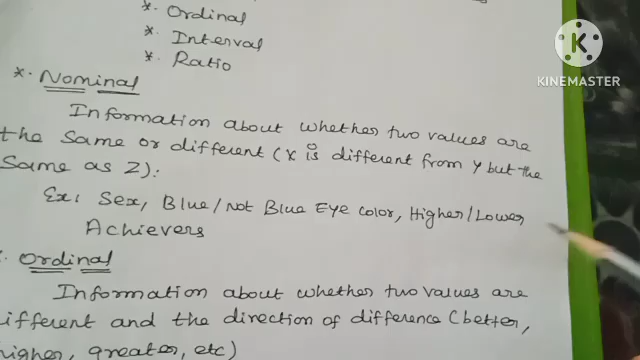 *. Ordinal
*. Interval
*. Ratio
KINEMASTER
*. Nominal
Information about whether two values are
the Same or different (X is different from Y but the
Same as Z):
Ex: Sex, Blue/Not Blue Eye color, Higher/Lower
Achievers
Ordinal
Information about whether two values are
ifferent and the direction of difference (better,
higher, greater, etc)